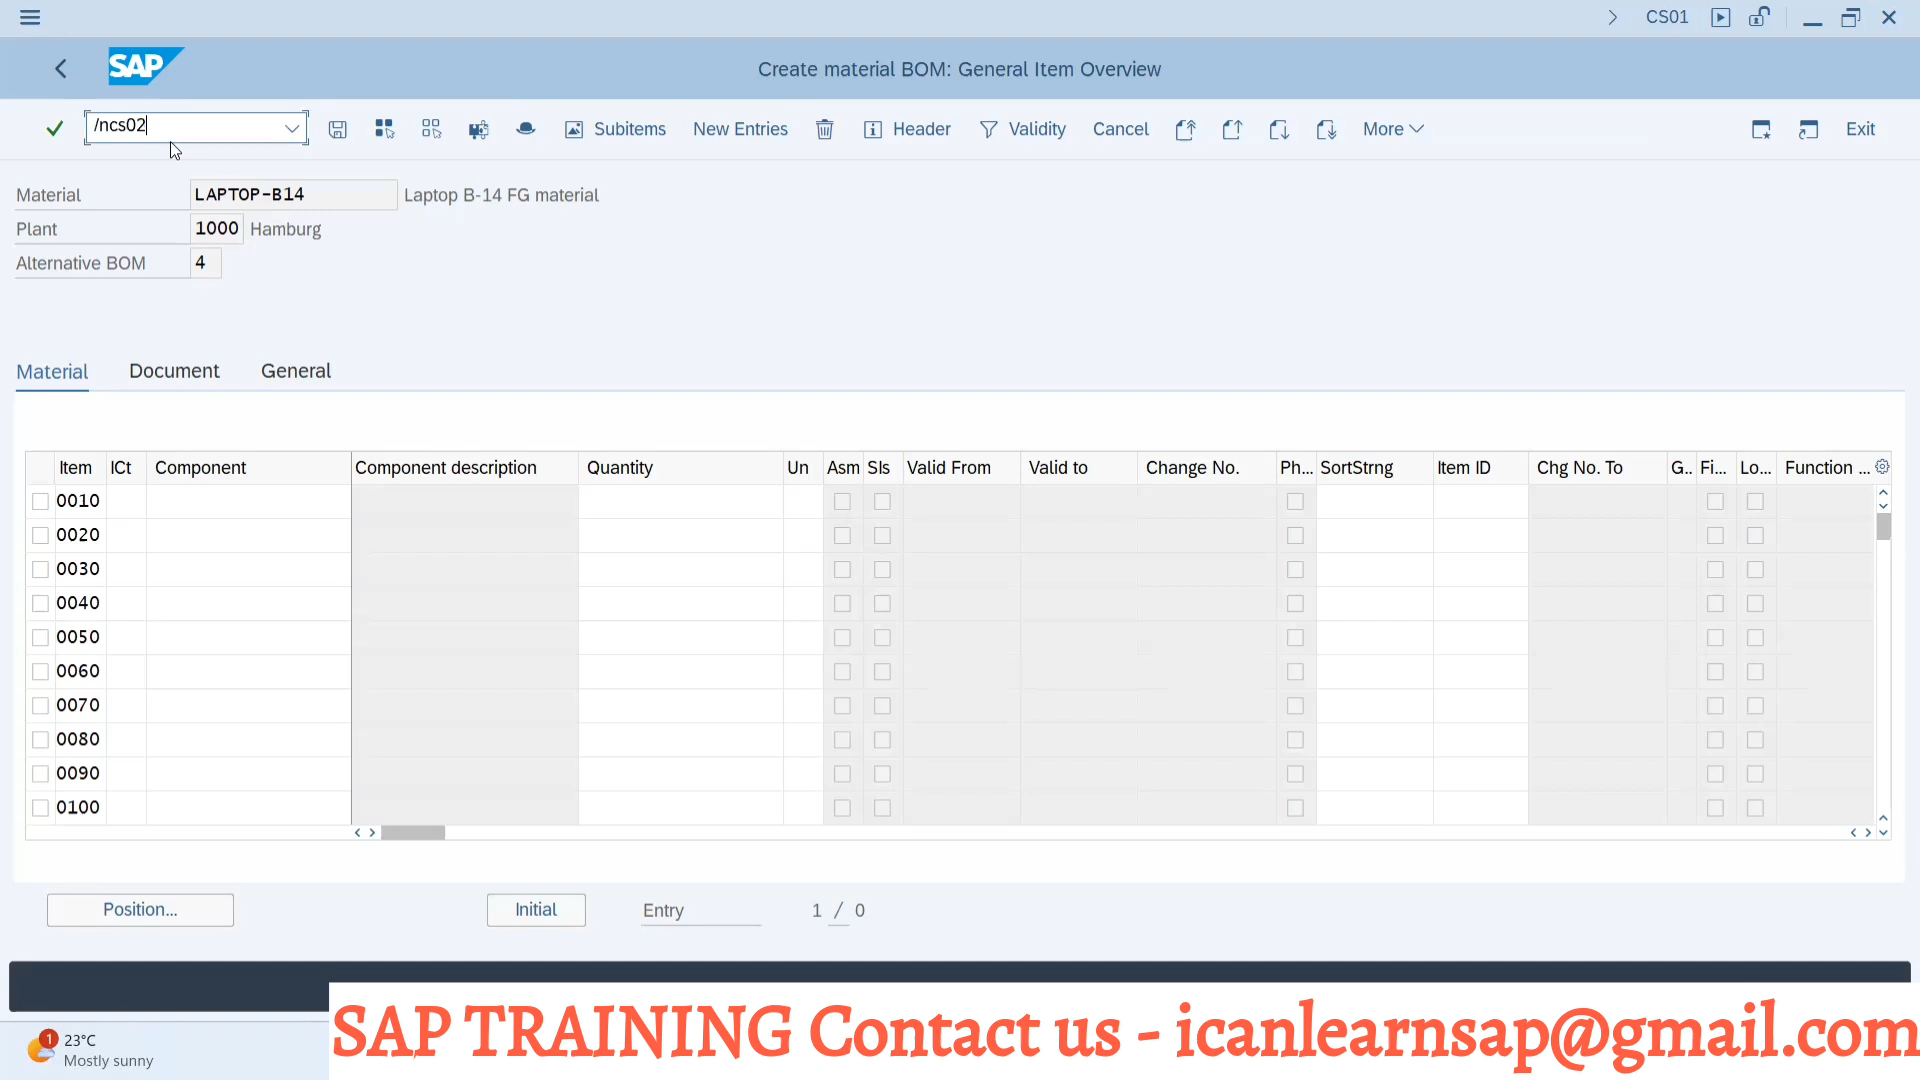 CS01
SAP
Create material BOM: General Item Overview
/ncs02
Subitems New Entries Header Validity Cancel More Exit
Material LAPTOP-B14 Laptop B-14 FG material
Plant 1000 Hamburg
Alternative BOM 4
Material Document General
Item ICt Component Component description Quantity Un Asm SIs Valid From Valid to Change No. Ph... SortStrng Item ID Chg No. To G.. Fi... Lo... Function ...
0010
0020
0030
0040
0050
0060
0070
0080
0090
0100
Position... Initial Entry 1 / 0
1 23°C
Mostly sunny
SAP TRAINING Contact us - icanlearnsap@gmail.com